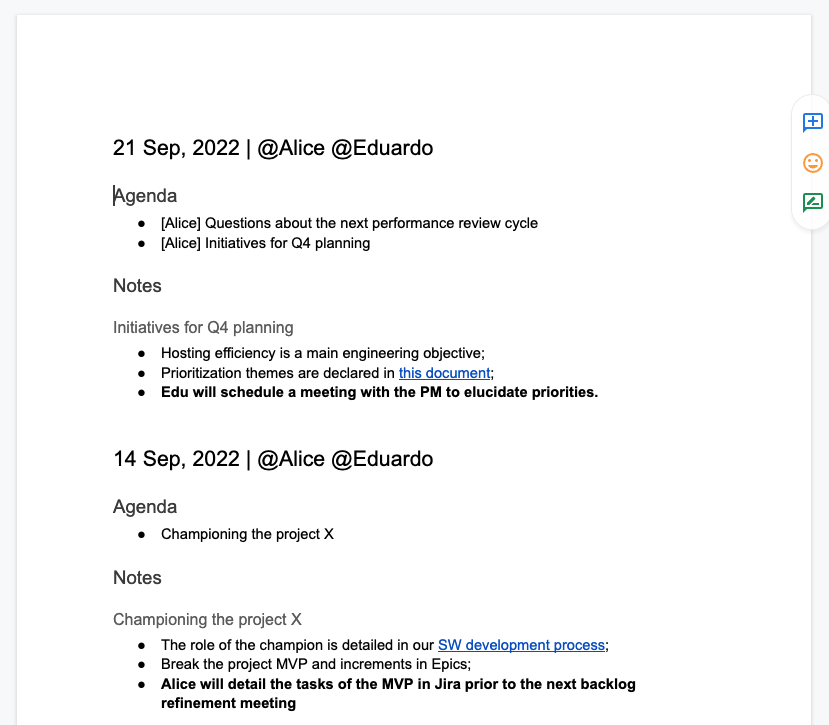 21 Sep, 2022 | @Alice @Eduardo
Agenda
● [Alice] Questions about the next performance review cycle
● [Alice] Initiatives for Q4 planning
Notes
Initiatives for Q4 planning
● Hosting efficiency is a main engineering objective;
● Prioritization themes are declared in this document;
● Edu will schedule a meeting with the PM to elucidate priorities.
14 Sep, 2022 | @Alice @Eduardo
Agenda
● Championing the project X
Notes
Championing the project X
● The role of the champion is detailed in our SW development process;
● Break the project MVP and increments in Epics;
● Alice will detail the tasks of the MVP in Jira prior to the next backlog
refinement meeting